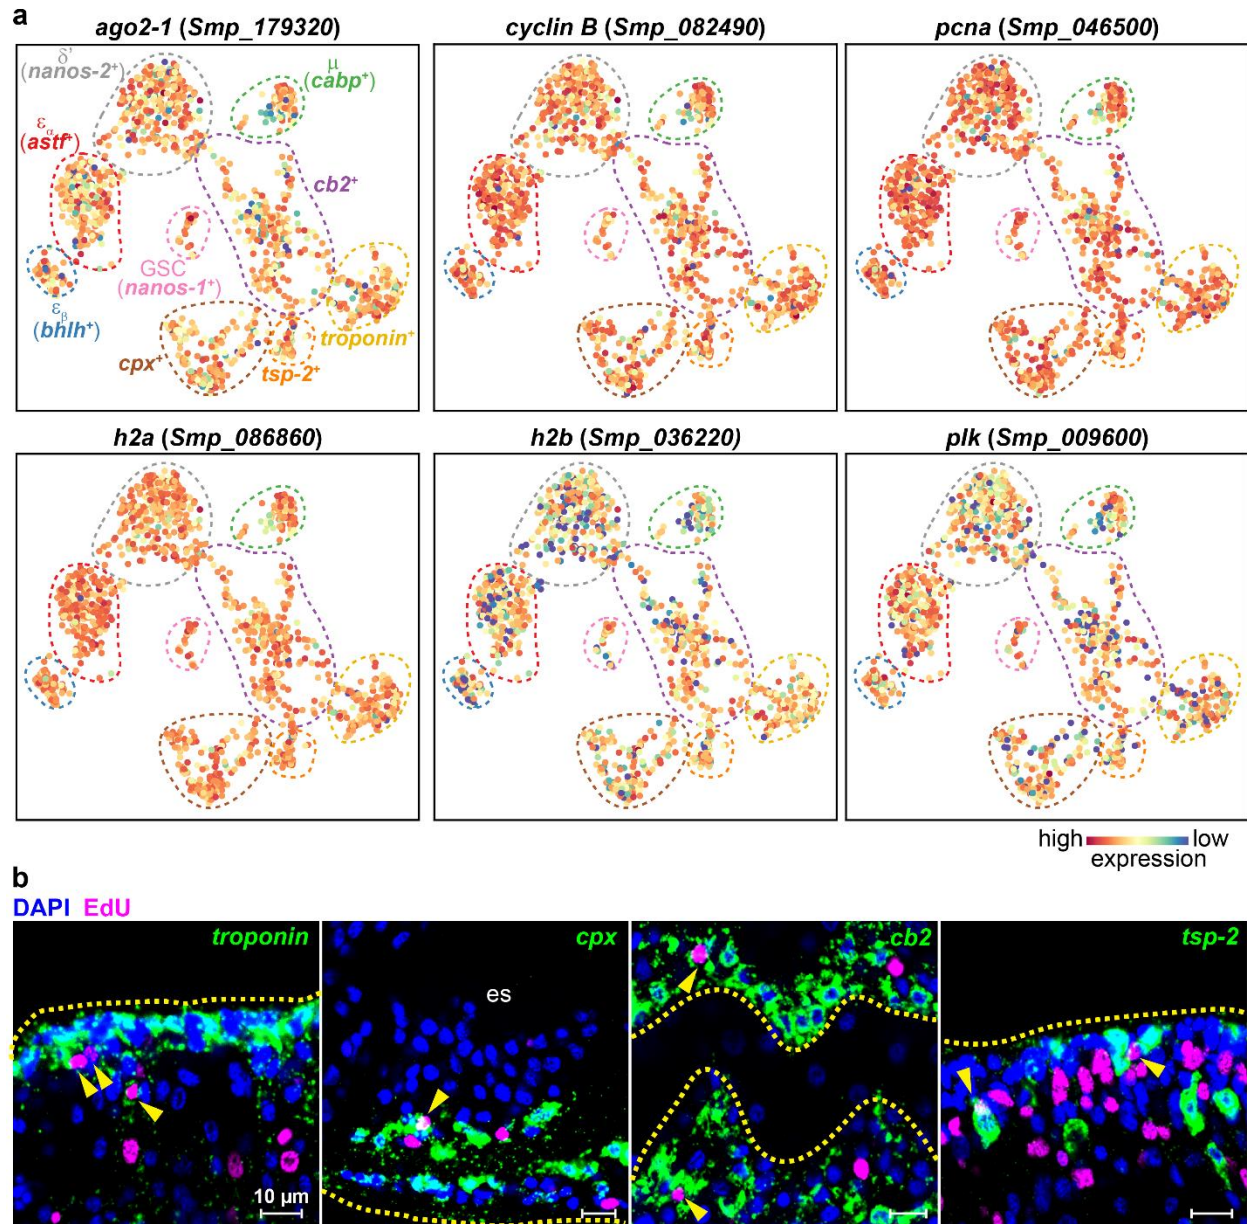 a
ago2-1 (Smp_179320)
cyclin B (Smp_082490)
pcna (Smp_046500)
δ'
(nanos-2⁺)
μ
(cabp⁺)
εα
(astf⁺)
cb2⁺
GSC
(nanos-1⁺)
εβ
(bhlh⁺)
cpx⁺
tsp-2⁺
troponin⁺
h2a (Smp_086860)
h2b (Smp_036220)
plk (Smp_009600)
high low
expression
b
DAPI EdU
troponin
cpx
cb2
tsp-2
es
10 µm